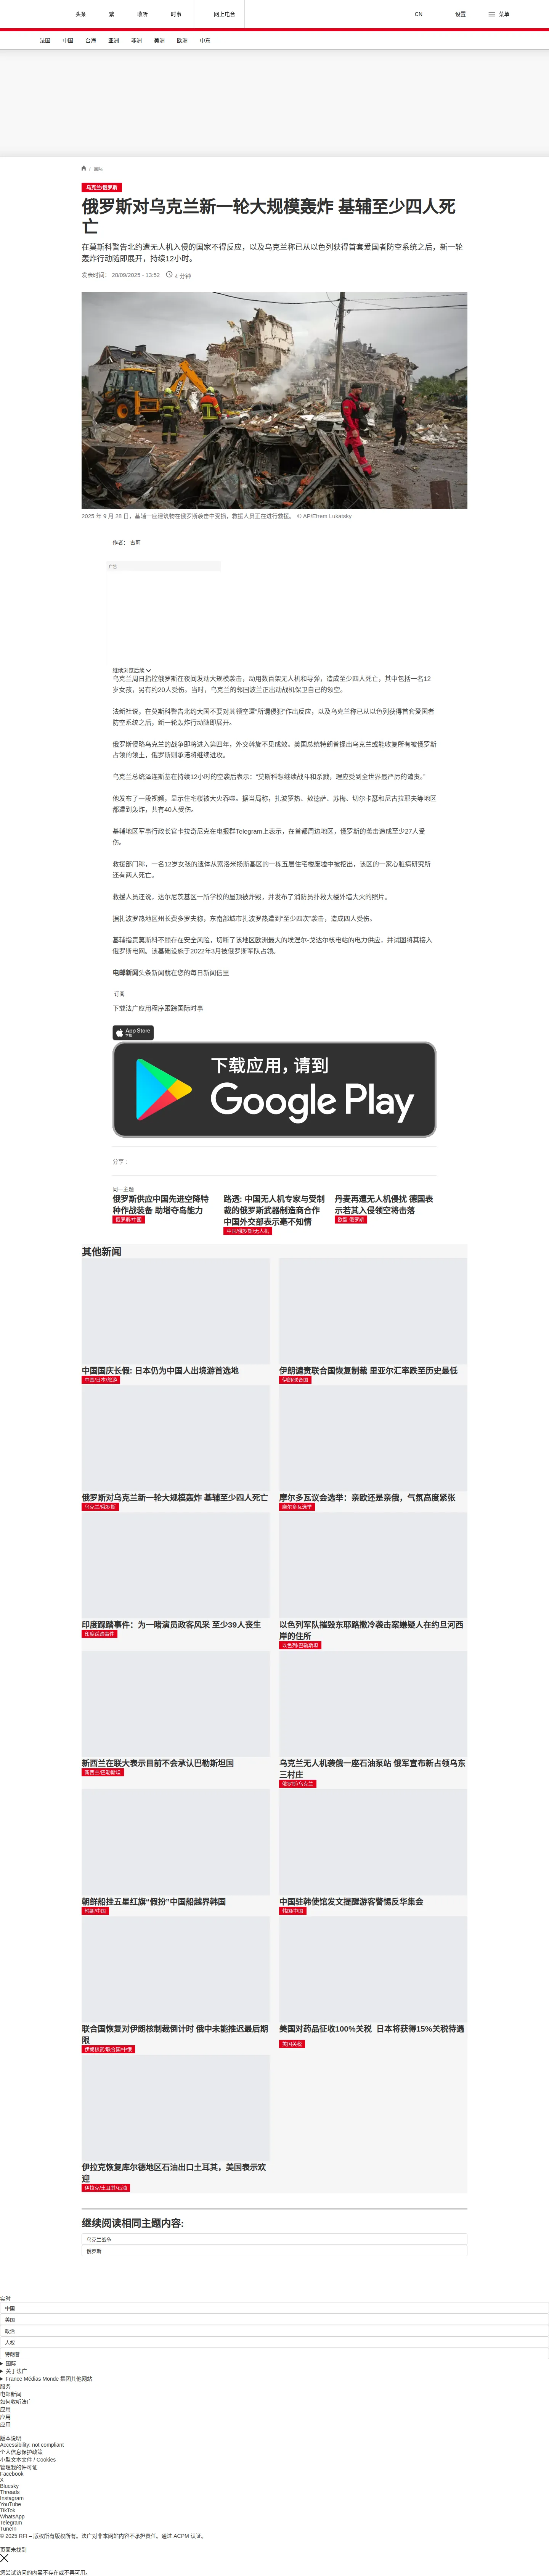 头条 繁 收听 时事 网上电台 CN 设置 菜单
法国 中国 台海 亚洲 非洲 美洲 欧洲 中东
/ 国际
乌克兰/俄罗斯
俄罗斯对乌克兰新一轮大规模轰炸 基辅至少四人死
亡
在莫斯科警告北约遭无人机入侵的国家不得反应，以及乌克兰称已从以色列获得首套爱国者防空系统之后，新一轮
轰炸行动随即展开，持续12小时。
发表时间： 28/09/2025 - 13:52 4 分钟
2025 年 9 月 28 日，基辅一座建筑物在俄罗斯袭击中受损，救援人员正在进行救援。 © AP/Efrem Lukatsky
作者： 古莉
广告
继续浏览后续
乌克兰周日指控俄罗斯在夜间发动大规模袭击，动用数百架无人机和导弹，造成至少四人死亡，其中包括一名12
岁女孩，另有约20人受伤。当时，乌克兰的邻国波兰正出动战机保卫自己的领空。
法新社说，在莫斯科警告北约大国不要对其领空遭“所谓侵犯”作出反应，以及乌克兰称已从以色列获得首套爱国者
防空系统之后，新一轮轰炸行动随即展开。
俄罗斯侵略乌克兰的战争即将进入第四年，外交斡旋不见成效。美国总统特朗普提出乌克兰或能收复所有被俄罗斯
占领的领土，俄罗斯则承诺将继续进攻。
乌克兰总统泽连斯基在持续12小时的空袭后表示：“莫斯科想继续战斗和杀戮，理应受到全世界最严厉的谴责。”
他发布了一段视频，显示住宅楼被大火吞噬。据当局称，扎波罗热、敖德萨、苏梅、切尔卡瑟和尼古拉耶夫等地区
都遭到轰炸，共有40人受伤。
基辅地区军事行政长官卡拉奇尼克在电报群Telegram上表示，在首都周边地区，俄罗斯的袭击造成至少27人受
伤。
救援部门称，一名12岁女孩的遗体从索洛米扬斯基区的一栋五层住宅楼废墟中被挖出，该区的一家心脏病研究所
还有两人死亡。
救援人员还说，达尔尼茨基区一所学校的屋顶被炸毁，并发布了消防员扑救大楼外墙大火的照片。
据扎波罗热地区州长费多罗夫称，东南部城市扎波罗热遭到“至少四次”袭击，造成四人受伤。
基辅指责莫斯科不顾存在安全风险，切断了该地区欧洲最大的埃涅尔-戈达尔核电站的电力供应，并试图将其接入
俄罗斯电网。该基础设施于2022年3月被俄罗斯军队占领。
电邮新闻头条新闻就在您的每日新闻信里
订阅
下载法广应用程序跟踪国际时事
App Store
下载
下载应用，请到
Google Play
分享 :
同一主题
俄罗斯供应中国先进空降特
种作战装备 助增夺岛能力
俄罗斯/中国
路透: 中国无人机专家与受制
裁的俄罗斯武器制造商合作
中国外交部表示毫不知情
中国/俄罗斯/无人机
丹麦再遭无人机侵扰 德国表
示若其入侵领空将击落
欧盟·俄罗斯
其他新闻
中国国庆长假: 日本仍为中国人出境游首选地
中国/日本/旅游
伊朗谴责联合国恢复制裁 里亚尔汇率跌至历史最低
伊朗/联合国
俄罗斯对乌克兰新一轮大规模轰炸 基辅至少四人死亡
乌克兰/俄罗斯
摩尔多瓦议会选举：亲欧还是亲俄，气氛高度紧张
摩尔多瓦选举
印度踩踏事件：为一睹演员政客风采 至少39人丧生
印度踩踏事件
以色列军队摧毁东耶路撒冷袭击案嫌疑人在约旦河西
岸的住所
以色列/巴勒斯坦
新西兰在联大表示目前不会承认巴勒斯坦国
新西兰/巴勒斯坦
乌克兰无人机袭俄一座石油泵站 俄军宣布新占领乌东
三村庄
俄罗斯/乌克兰
朝鲜船挂五星红旗“假扮”中国船越界韩国
韩朝/中国
中国驻韩使馆发文提醒游客警惕反华集会
韩国/中国
联合国恢复对伊朗核制裁倒计时 俄中未能推迟最后期
限
伊朗核武/联合国/中俄
美国对药品征收100%关税 日本将获得15%关税待遇
美国关税
伊拉克恢复库尔德地区石油出口土耳其，美国表示欢
迎
伊拉克/土耳其/石油
继续阅读相同主题内容:
乌克兰战争
俄罗斯
实时
中国
美国
政治
人权
特朗普
国际
关于法广
France Médias Monde 集团其他网站
服务
电邮新闻
如何收听法广
应用
应用
应用
版本说明
Accessibility: not compliant
个人信息保护政策
小型文本文件 / Cookies
管理我的许可证
Facebook
X
Bluesky
Threads
Instagram
YouTube
TikTok
WhatsApp
Telegram
TuneIn
© 2025 RFI – 版权所有版权所有。法广对非本网站内容不承担责任。通过 ACPM 认证。
页面未找到
您尝试访问的内容不存在或不再可用。